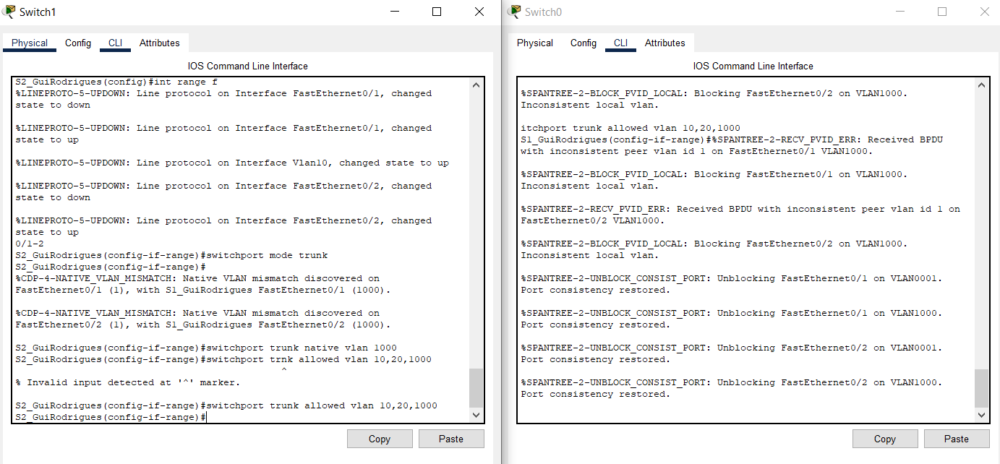 Switch1
Physical Config CLI Attributes
IOS Command Line Interface
S2_GuiRodrigues(config)#int range f
%LINEPROTO-5-UPDOWN: Line protocol on Interface FastEthernet0/1, changed
state to down
%LINEPROTO-5-UPDOWN: Line protocol on Interface FastEthernet0/1, changed
state to up
%LINEPROTO-5-UPDOWN: Line protocol on Interface Vlan10, changed state to up
%LINEPROTO-5-UPDOWN: Line protocol on Interface FastEthernet0/2, changed
state to down
%LINEPROTO-5-UPDOWN: Line protocol on Interface FastEthernet0/2, changed
state to up
0/1-2
S2_GuiRodrigues(config-if-range)#switchport mode trunk
S2_GuiRodrigues(config-if-range)#
%CDP-4-NATIVE_VLAN_MISMATCH: Native VLAN mismatch discovered on
FastEthernet0/1 (1), with S1_GuiRodrigues FastEthernet0/1 (1000).
%CDP-4-NATIVE_VLAN_MISMATCH: Native VLAN mismatch discovered on
FastEthernet0/2 (1), with S1_GuiRodrigues FastEthernet0/2 (1000).
S2_GuiRodrigues(config-if-range)#switchport trunk native vlan 1000
S2_GuiRodrigues(config-if-range)#switchport trnk allowed vlan 10,20,1000
^
% Invalid input detected at '^' marker.
S2_GuiRodrigues(config-if-range)#switchport trunk allowed vlan 10,20,1000
S2_GuiRodrigues(config-if-range)#
Copy Paste
Switch0
Physical Config CLI Attributes
IOS Command Line Interface
%SPANTREE-2-BLOCK_PVID_LOCAL: Blocking FastEthernet0/2 on VLAN1000.
Inconsistent local vlan.
itchport trunk allowed vlan 10,20,1000
S1_GuiRodrigues(config-if-range)#%SPANTREE-2-RECV_PVID_ERR: Received BPDU
with inconsistent peer vlan id 1 on FastEthernet0/1 VLAN1000.
%SPANTREE-2-BLOCK_PVID_LOCAL: Blocking FastEthernet0/1 on VLAN1000.
Inconsistent local vlan.
%SPANTREE-2-RECV_PVID_ERR: Received BPDU with inconsistent peer vlan id 1 on
FastEthernet0/2 VLAN1000.
%SPANTREE-2-BLOCK_PVID_LOCAL: Blocking FastEthernet0/2 on VLAN1000.
Inconsistent local vlan.
%SPANTREE-2-UNBLOCK_CONSIST_PORT: Unblocking FastEthernet0/1 on VLAN0001.
Port consistency restored.
%SPANTREE-2-UNBLOCK_CONSIST_PORT: Unblocking FastEthernet0/1 on VLAN1000.
Port consistency restored.
%SPANTREE-2-UNBLOCK_CONSIST_PORT: Unblocking FastEthernet0/2 on VLAN0001.
Port consistency restored.
%SPANTREE-2-UNBLOCK_CONSIST_PORT: Unblocking FastEthernet0/2 on VLAN1000.
Port consistency restored.
Copy Paste